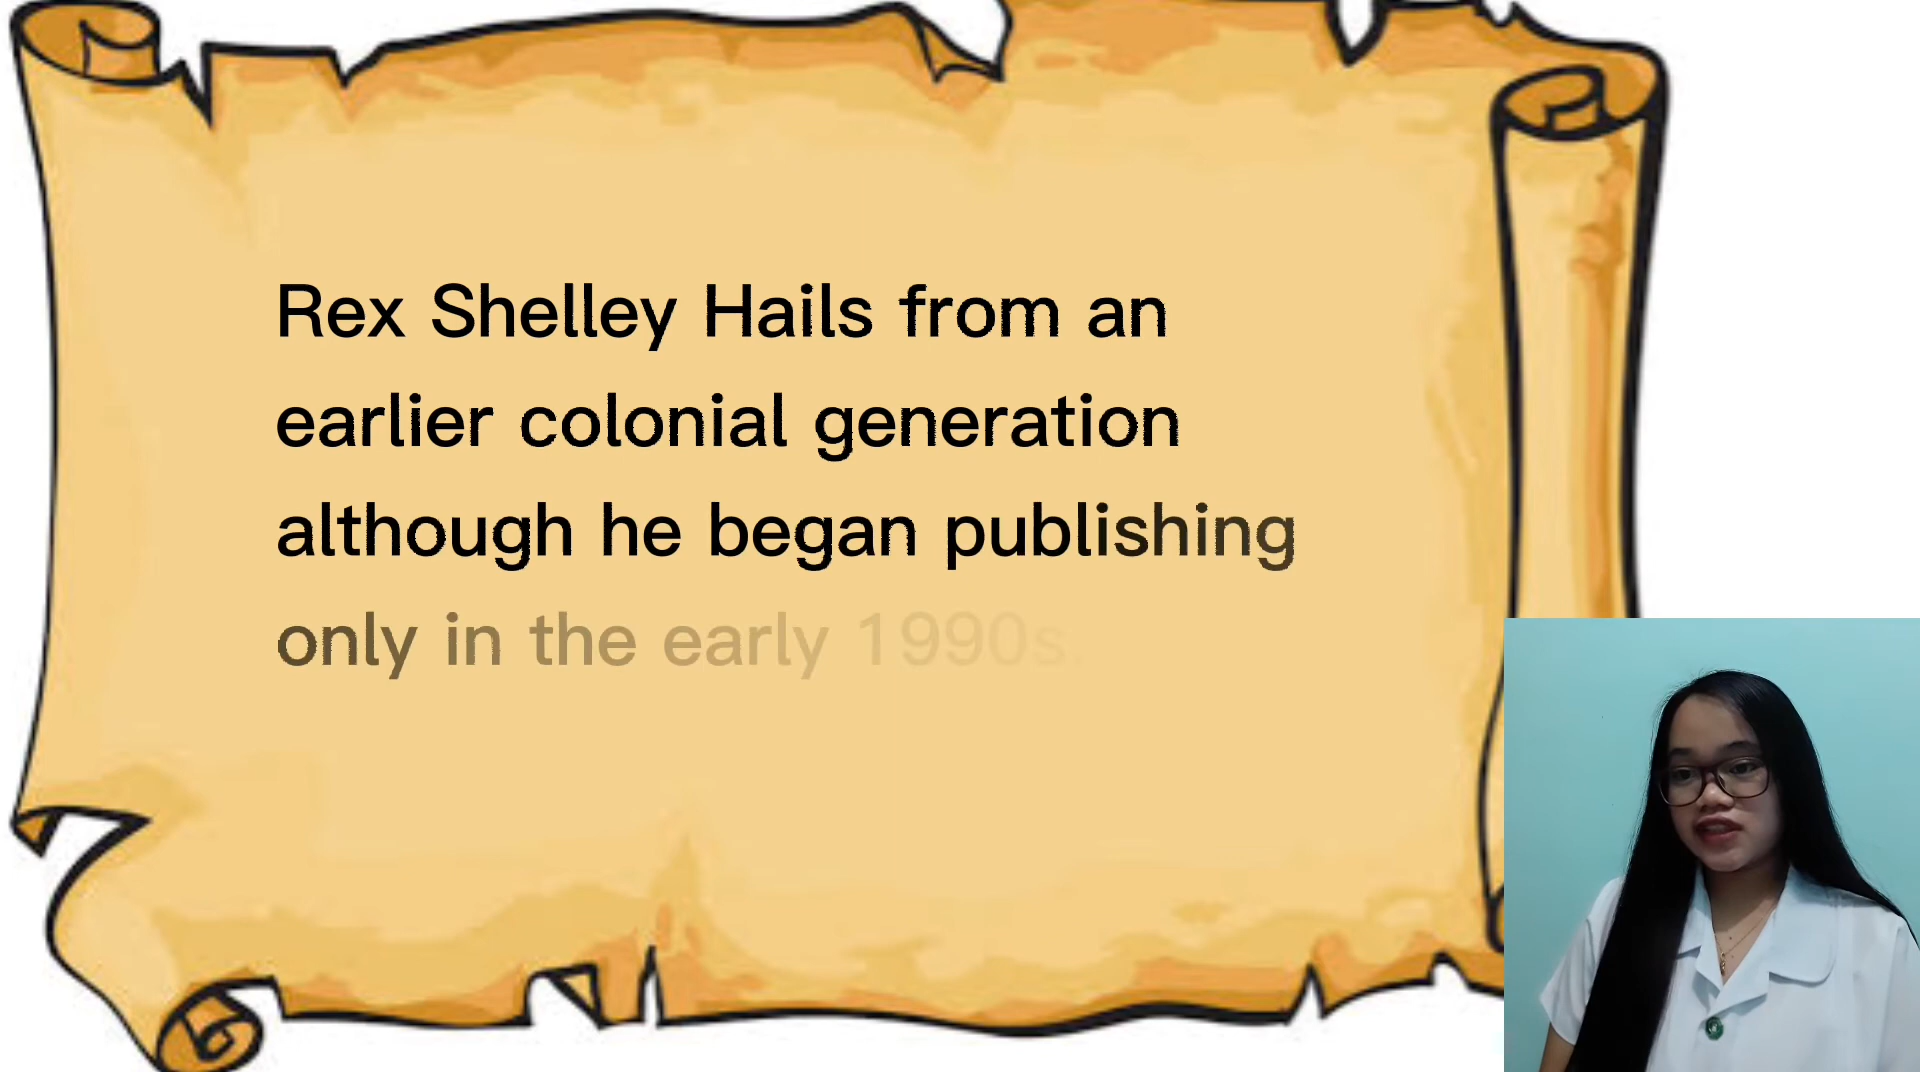 Rex Shelley Hails from an
earlier colonial generation
although he began publishing
only in the early 1990s.